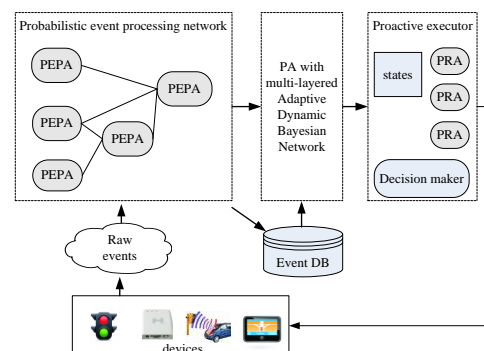 Probabilistic event processing network
PEPA
PEPA
PEPA
PEPA
PEPA
PA with
multi-layered
Adaptive
Dynamic
Bayesian
Network
Proactive executor
states
PRA
PRA
PRA
Decision maker
Raw
events
Event DB
devices